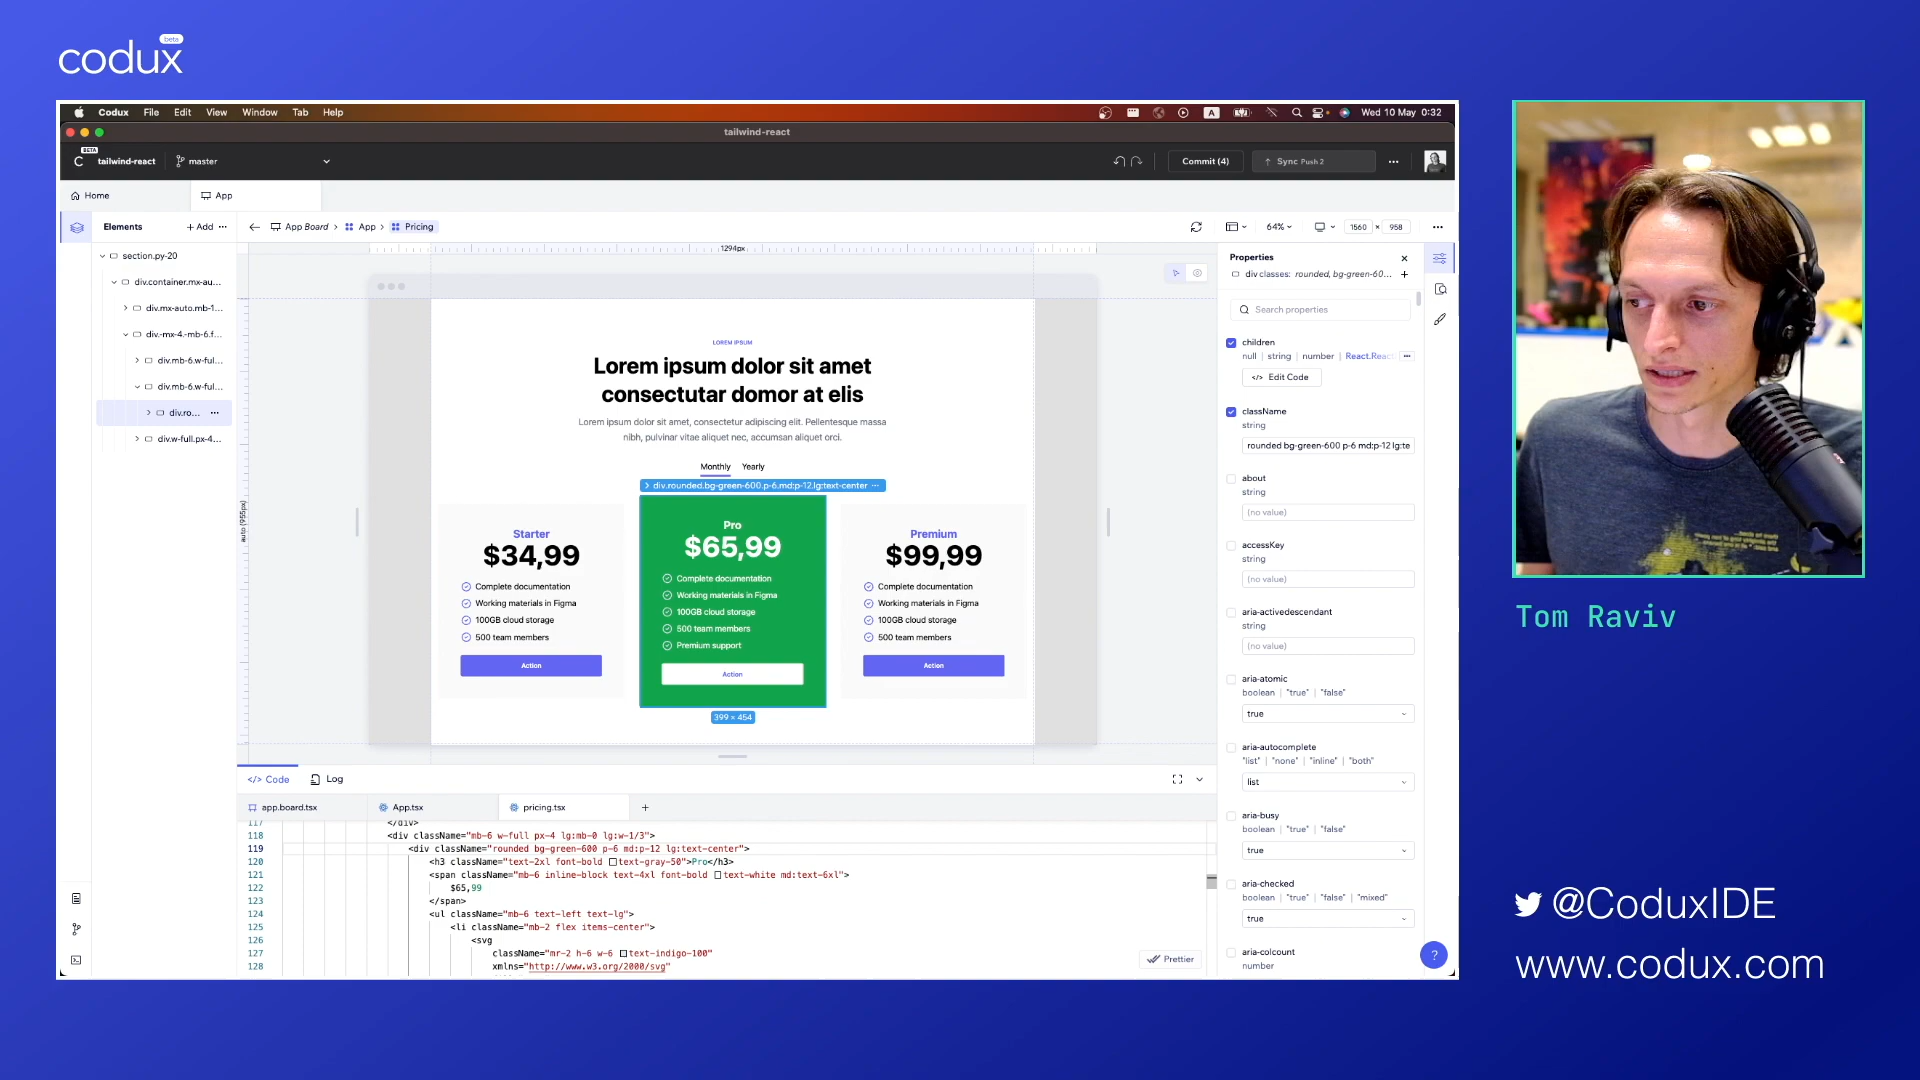 codux
beta
Codux File Edit View Window Tab Help
A
Wed 10 May 0:32
tailwind-react
BETA
C tailwind-react
master
Commit (4)
Sync Push 2
Home
App
Elements
+ Add
App Board > App > Pricing
64%
1560 × 958
section.py-20
div.container.mx-au...
div.mx-auto.mb-1...
div.-mx-4.-mb-6.f...
div.mb-6.w-ful...
div.mb-6.w-ful...
div.ro...
div.w-full.px-4...
1294px
auto (955px)
LOREM IPSUM
Lorem ipsum dolor sit amet
consectutar domor at elis
Lorem ipsum dolor sit amet, consectetur adipiscing elit. Pellentesque massa
nibh, pulvinar vitae aliquet nec, accumsan aliquet orci.
Monthly Yearly
div.rounded.bg-green-600.p-6.md:p-12.lg:text-center
Starter
$34,99
Complete documentation
Working materials in Figma
100GB cloud storage
500 team members
Action
Pro
$65,99
Complete documentation
Working materials in Figma
100GB cloud storage
500 team members
Premium support
Action
399 × 454
Premium
$99,99
Complete documentation
Working materials in Figma
100GB cloud storage
500 team members
Action
Properties
div classes: rounded, bg-green-60...
Search properties
children
null | string | number | React.React
</> Edit Code
className
string
rounded bg-green-600 p-6 md:p-12 lg:te
about
string
(no value)
accessKey
string
(no value)
aria-activedescendant
string
(no value)
aria-atomic
boolean | "true" | "false"
true
aria-autocomplete
"list" | "none" | "inline" | "both"
list
aria-busy
boolean | "true" | "false"
true
aria-checked
boolean | "true" | "false" | "mixed"
true
aria-colcount
number
</> Code
Log
app.board.tsx
App.tsx
pricing.tsx
+
117 </div>
118 <div className="mb-6 w-full px-4 lg:mb-0 lg:w-1/3">
119 <div className="rounded bg-green-600 p-6 md:p-12 lg:text-center">
120 <h3 className="text-2xl font-bold text-gray-50">Pro</h3>
121 <span className="mb-6 inline-block text-4xl font-bold text-white md:text-6xl">
122 $65,99
123 </span>
124 <ul className="mb-6 text-left text-lg">
125 <li className="mb-2 flex items-center">
126 <svg
127 className="mr-2 h-6 w-6 text-indigo-100"
128 xmlns="http://www.w3.org/2000/svg"
Prettier
?
Tom Raviv
@CoduxIDE
www.codux.com